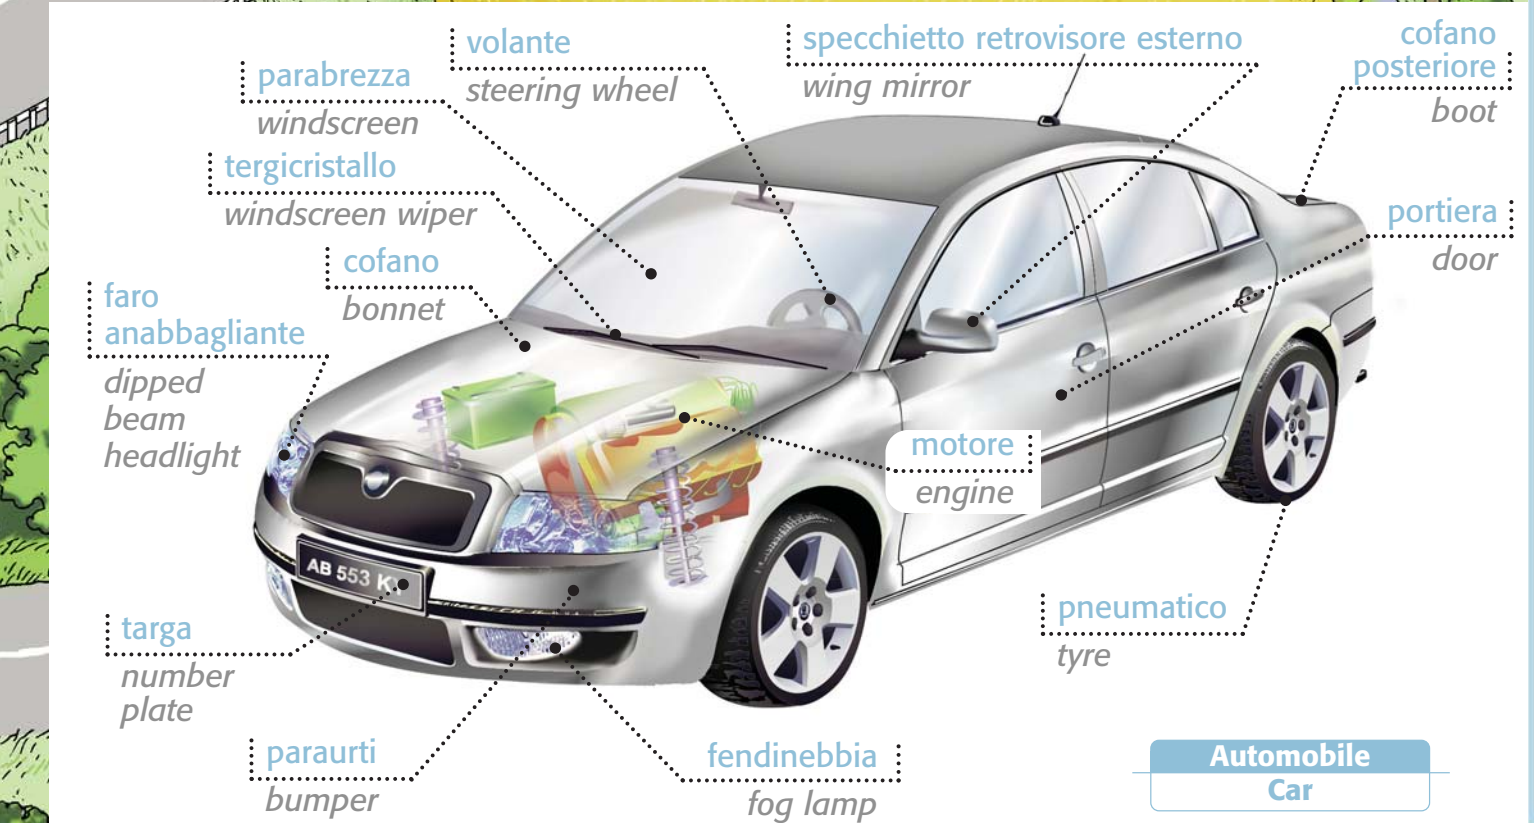 volante
steering wheel
specchietto retrovisore esterno
wing mirror
cofano
posteriore
boot
parabrezza
windscreen
tergicristallo
windscreen wiper
portiera
door
cofano
bonnet
faro
anabbagliante
dipped
beam
headlight
motore
engine
AB 553
targa
number
plate
pneumatico
tyre
paraurti
bumper
fendinebbia
fog lamp
Automobile
Car